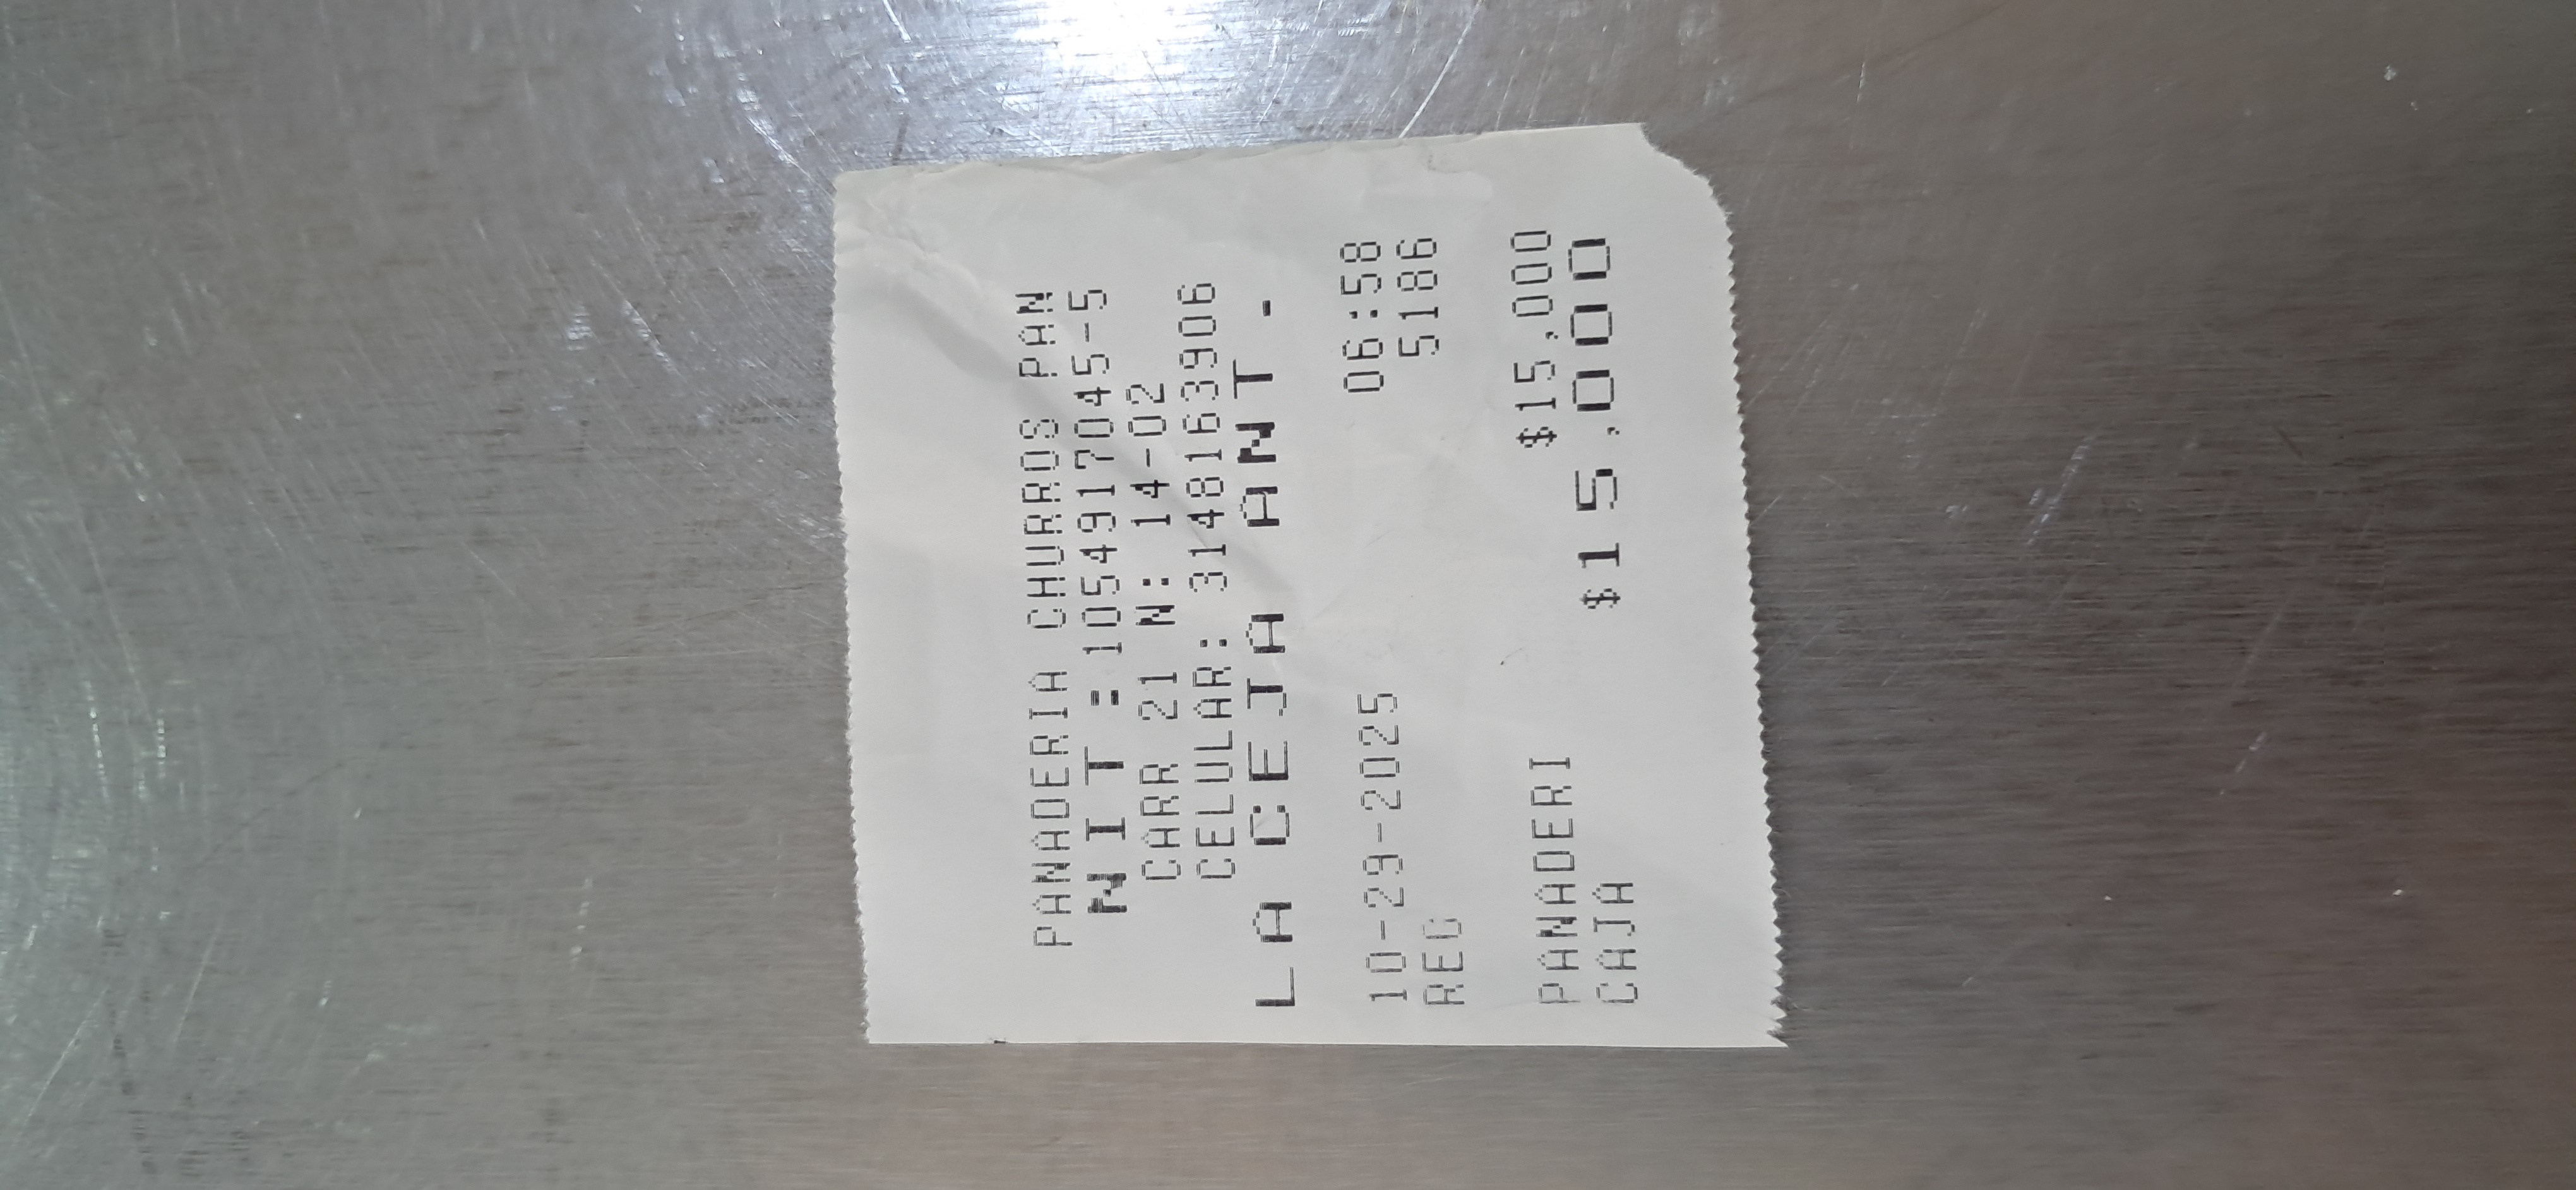 PANADERIA CHURROS PAN
NIT=1054917045-5
CARR 21 N: 14-02
CELULAR: 3148163906
LA CEJA ANT.
10-29-2025 06:58
REG 5186
PANADERI $15,000
CAJA $15,000